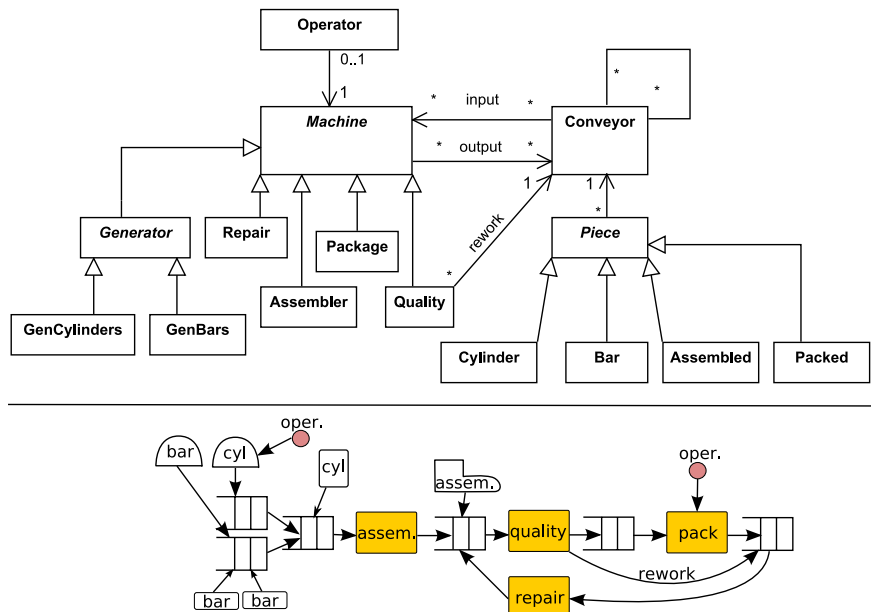 Operator
0..1
1
Machine
* input *
* output *
Conveyor
*
*
1
1
rework
*
*
Generator
Repair
Package
Piece
Assembler
Quality
GenCylinders
GenBars
Cylinder
Bar
Assembled
Packed
oper.
bar
cyl
cyl
assem.
oper.
assem.
quality
pack
rework
repair
bar
bar